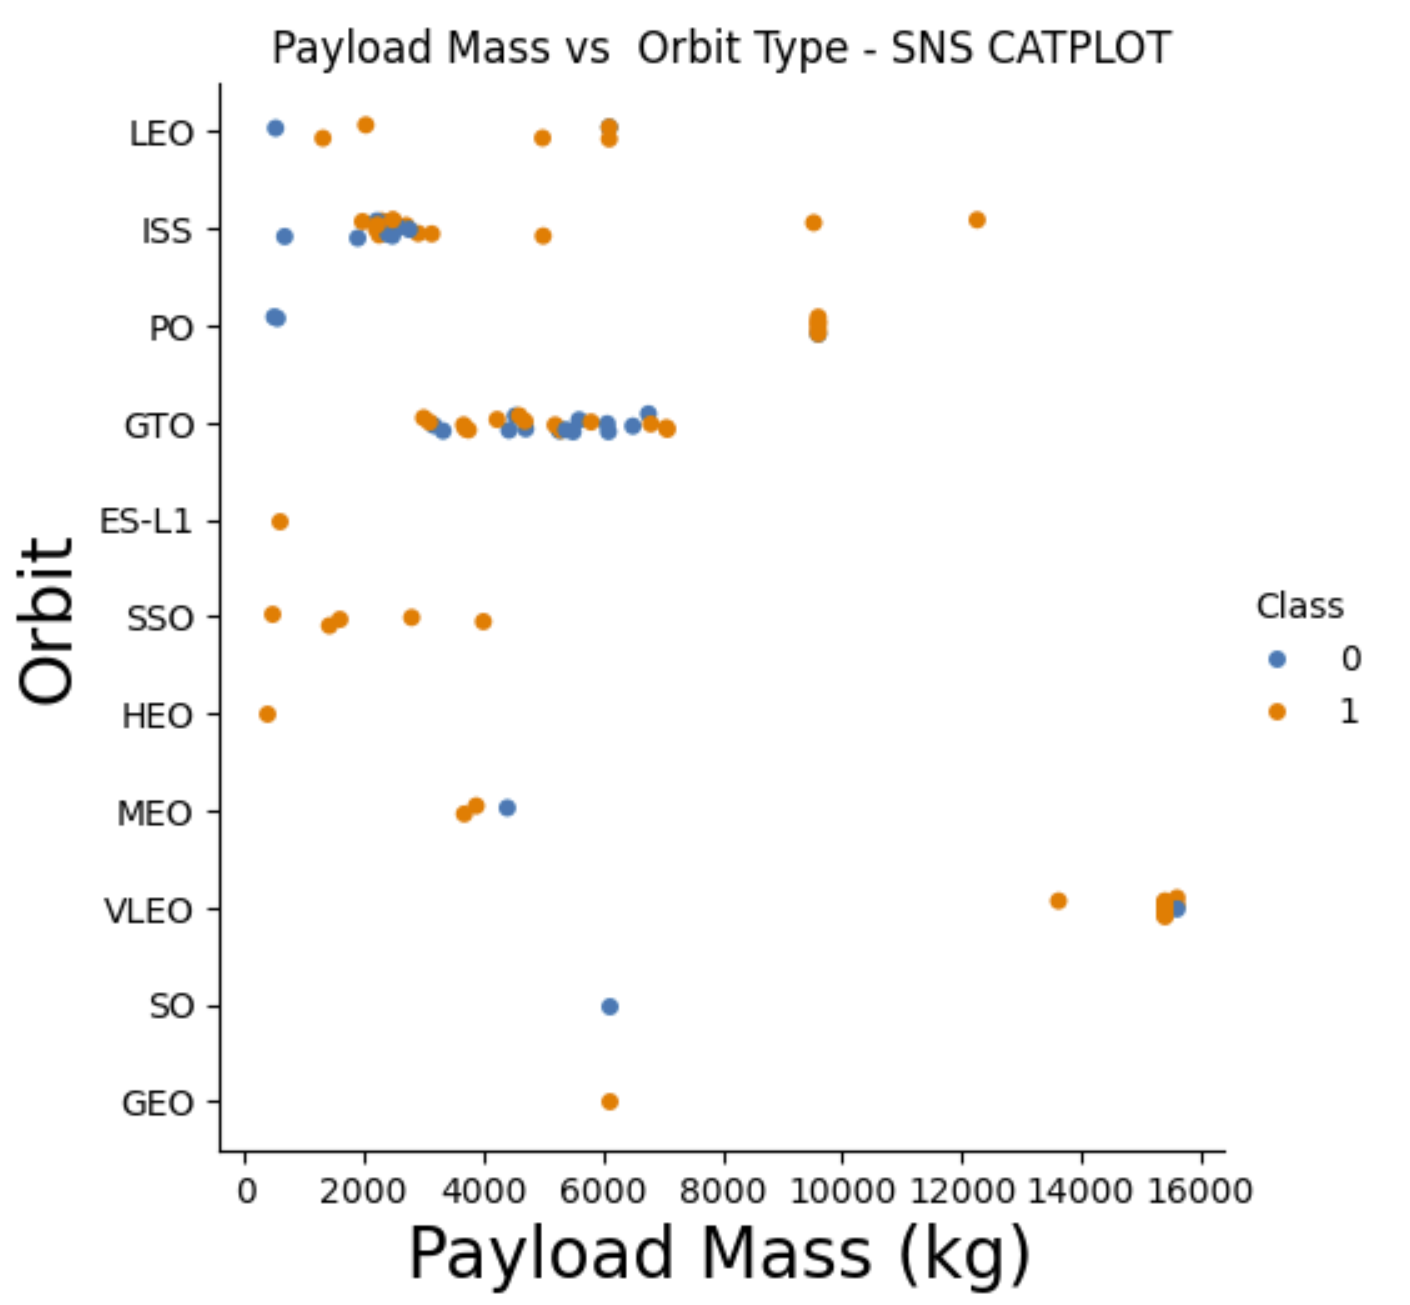 Payload Mass vs  Orbit Type - SNS CATPLOT
LEO
ISS
PO
GTO
ES-L1
SSO
HEO
MEO
VLEO
SO
GEO
Orbit
Class
0
1
0 2000 4000 6000 8000 10000 12000 14000 16000
Payload Mass (kg)